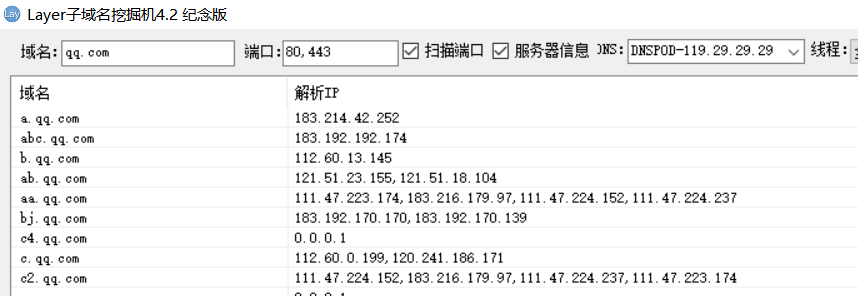 Lay Layer子域名挖掘机4.2 纪念版
域名: qq.com 端口: 80,443 扫描端口 服务器信息 DNS: DNSPOD-119.29.29.29 线程:
域名 解析IP
a.qq.com 183.214.42.252
abc.qq.com 183.192.192.174
b.qq.com 112.60.13.145
ab.qq.com 121.51.23.155,121.51.18.104
aa.qq.com 111.47.223.174,183.216.179.97,111.47.224.152,111.47.224.237
bj.qq.com 183.192.170.170,183.192.170.139
c4.qq.com 0.0.0.1
c.qq.com 112.60.0.199,120.241.186.171
c2.qq.com 111.47.224.152,183.216.179.97,111.47.224.237,111.47.223.174